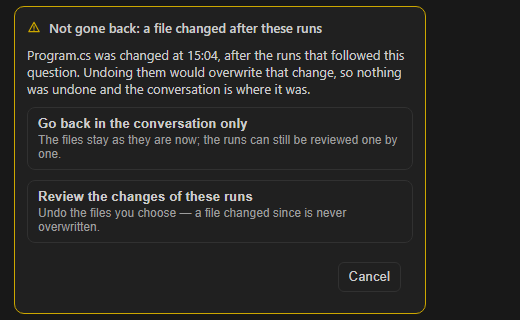 Not gone back: a file changed after these runs
Program.cs was changed at 15:04, after the runs that followed this
question. Undoing them would overwrite that change, so nothing
was undone and the conversation is where it was.
Go back in the conversation only
The files stay as they are now; the runs can still be reviewed one by
one.
Review the changes of these runs
Undo the files you choose — a file changed since is never
overwritten.
Cancel